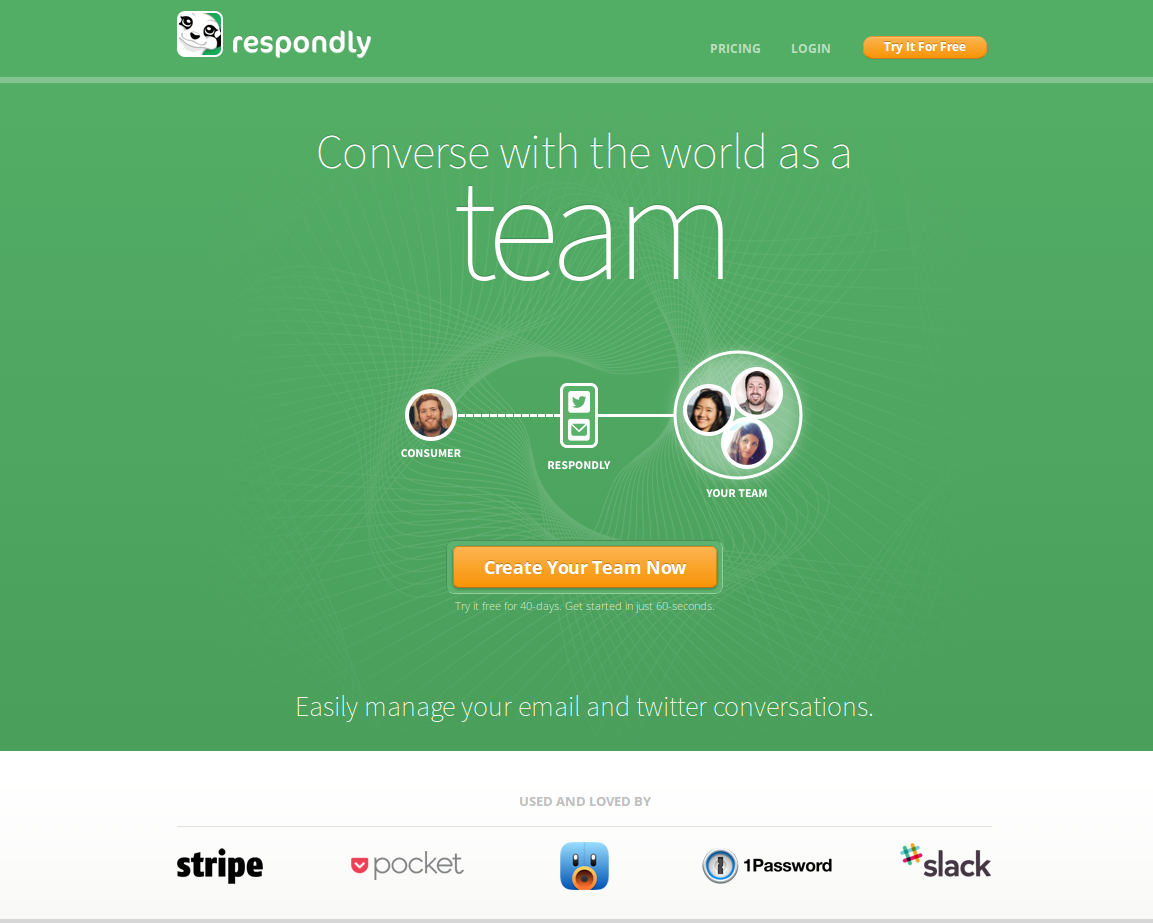 respondly
PRICING
LOGIN
Try It For Free
Converse with the world as a
team
CONSUMER
RESPONDLY
YOUR TEAM
Create Your Team Now
Try it free for 40-days. Get started in just 60-seconds.
Easily manage your email and twitter conversations.
USED AND LOVED BY
stripe
pocket
1Password
slack